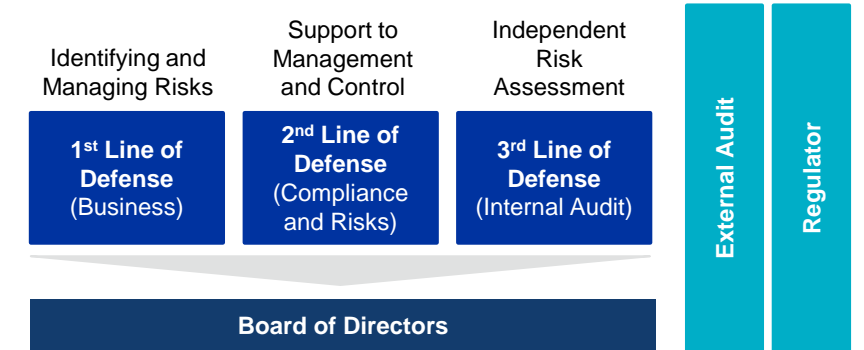 Identifying and
Managing Risks
Support to
Management
and Control
Independent
Risk
Assessment
1st Line of
Defense
(Business)
2nd Line of
Defense
(Compliance
and Risks)
3rd Line of
Defense
(Internal Audit)
Board of Directors
External Audit
Regulator